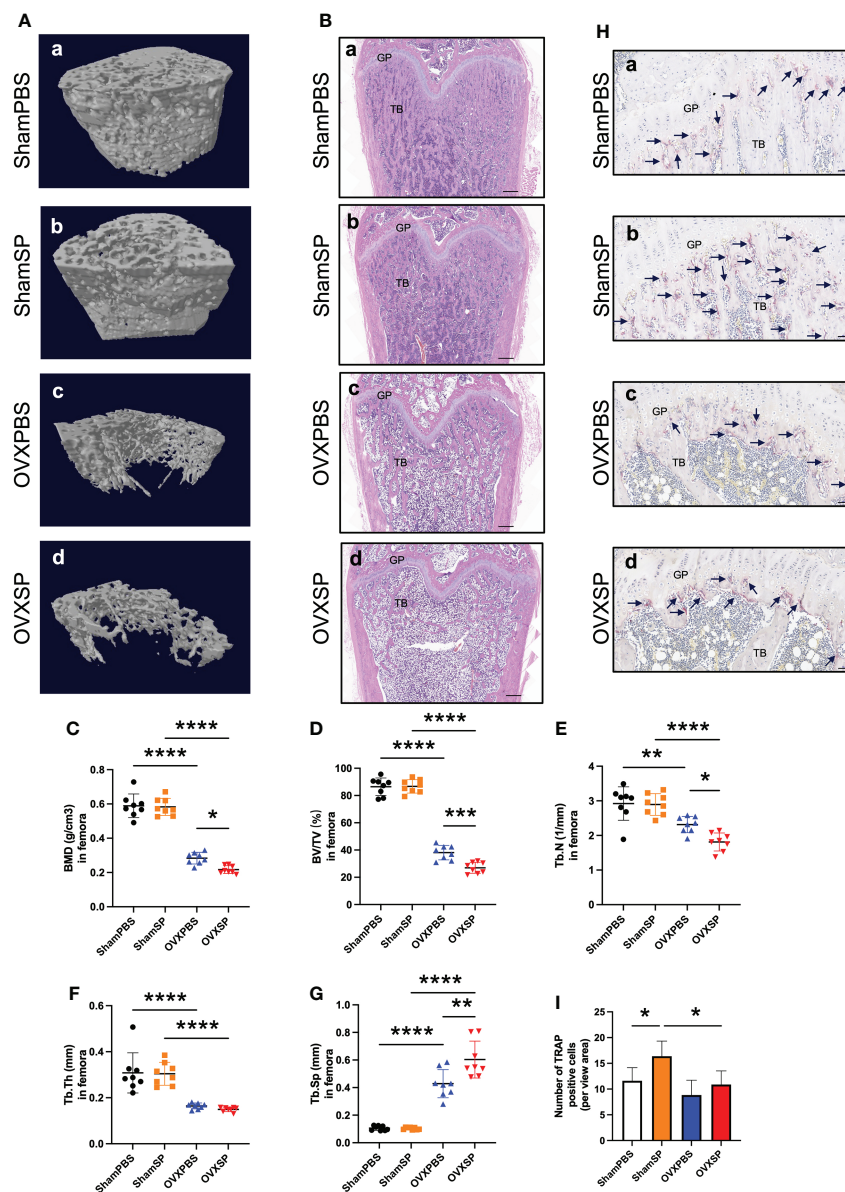 A
ShamPBS
a
ShamSP
b
OVXPBS
c
OVXSP
d
B
a
GP
TB
b
GP
TB
c
GP
TB
d
GP
TB
H
ShamPBS
a
GP
TB
ShamSP
b
GP
TB
OVXPBS
c
GP
TB
OVXSP
d
GP
TB
C
****
****
*
BMD (g/cm3)
in femora
0.8
0.6
0.4
0.2
0.0
ShamPBS
ShamSP
OVXPBS
OVXSP
D
****
****
***
BV/TV (%)
in femora
100
80
60
40
20
0
ShamPBS
ShamSP
OVXPBS
OVXSP
E
****
**
*
Tb.N (1/mm)
in femora
4
3
2
1
0
ShamPBS
ShamSP
OVXPBS
OVXSP
F
****
****
Tb.Th (mm)
in femora
0.6
0.4
0.2
0.0
ShamPBS
ShamSP
OVXPBS
OVXSP
G
****
**
****
Tb.Sp (mm)
in femora
1.0
0.8
0.6
0.4
0.2
0.0
ShamPBS
ShamSP
OVXPBS
OVXSP
I
*
*
Number of TRAP
positive cells
(per view area)
25
20
15
10
5
0
ShamPBS
ShamSP
OVXPBS
OVXSP